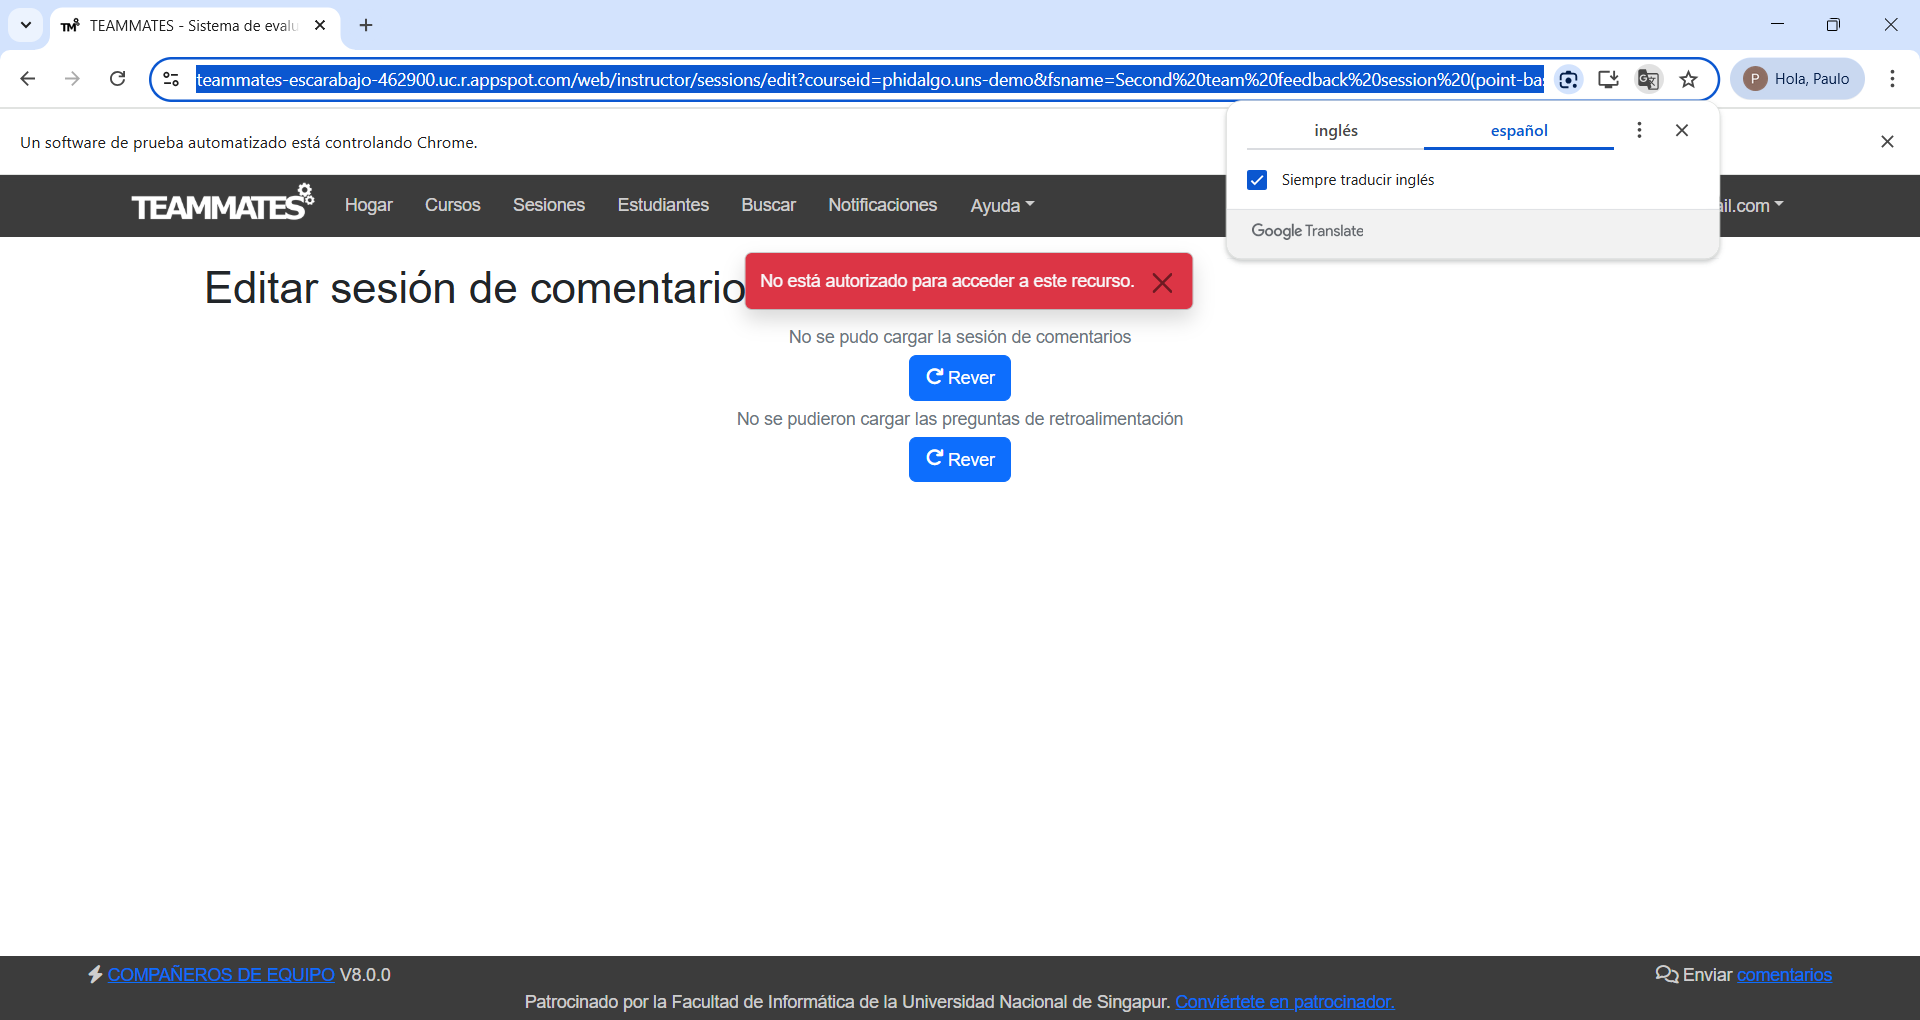 TEAMMATES - Sistema de evalu
teammates-escarabajo-462900.uc.r.appspot.com/web/instructor/sessions/edit?courseid=phidalgo.uns-demo&fsname=Second%20team%20feedback%20session%20(point-ba
P Hola, Paulo
Un software de prueba automatizado está controlando Chrome.
inglés español
Siempre traducir inglés
Google Translate
TEAMMATES Hogar Cursos Sesiones Estudiantes Buscar Notificaciones Ayuda ail.com
Editar sesión de comentario
No está autorizado para acceder a este recurso.
No se pudo cargar la sesión de comentarios
Rever
No se pudieron cargar las preguntas de retroalimentación
Rever
COMPAÑEROS DE EQUIPO V8.0.0
Enviar comentarios
Patrocinado por la Facultad de Informática de la Universidad Nacional de Singapur. Conviértete en patrocinador.